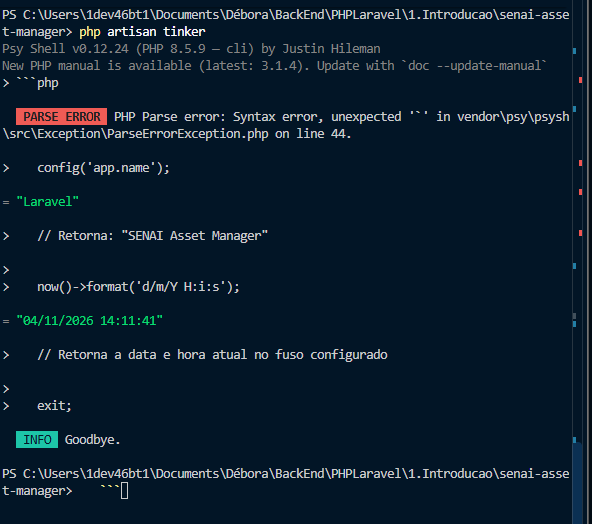 PS C:\Users\1dev46bt1\Documents\Débora\BackEnd\PHPLaravel\1.Introducao\senai-asse
t-manager> php artisan tinker
Psy Shell v0.12.24 (PHP 8.5.9 — cli) by Justin Hileman
New PHP manual is available (latest: 3.1.4). Update with `doc --update-manual`
> ```php
PARSE ERROR PHP Parse error: Syntax error, unexpected '`' in vendor\psy\psysh
\src\Exception\ParseErrorException.php on line 44.
> config('app.name');
= "Laravel"
> // Retorna: "SENAI Asset Manager"
>
> now()->format('d/m/Y H:i:s');
= "04/11/2026 14:11:41"
> // Retorna a data e hora atual no fuso configurado
>
> exit;
INFO Goodbye.
PS C:\Users\1dev46bt1\Documents\Débora\BackEnd\PHPLaravel\1.Introducao\senai-asse
t-manager> ```